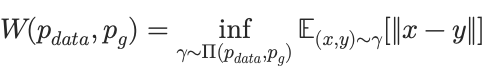 W(p_{data}, p_g) = \inf_{\gamma \sim \Pi(p_{data}, p_g)} \mathbb{E}_{(x,y) \sim \gamma}[\|x - y\|]